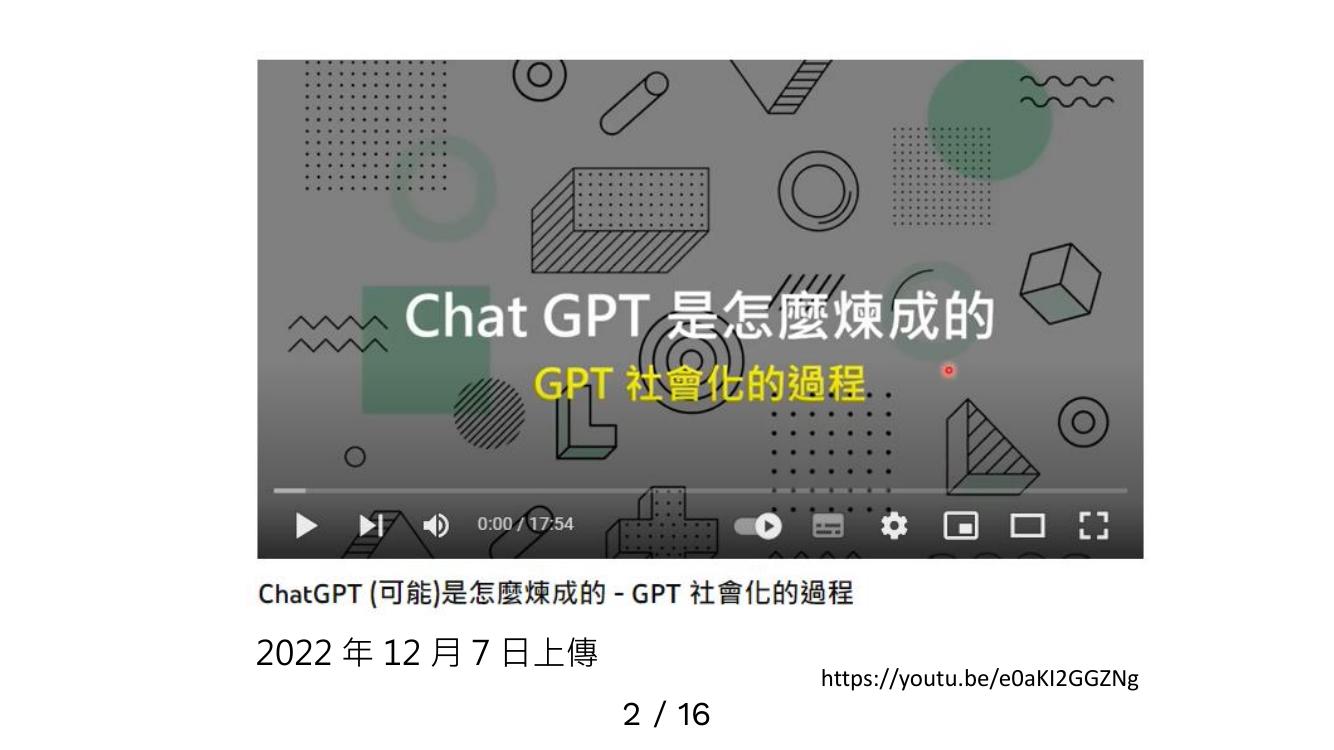 Chat GPT 是怎麼煉成的
GPT 社會化的過程
0:00 / 17:54
ChatGPT (可能)是怎麼煉成的 - GPT 社會化的過程
2022 年 12 月 7 日上傳
https://youtu.be/e0aKI2GGZNg
2 / 16